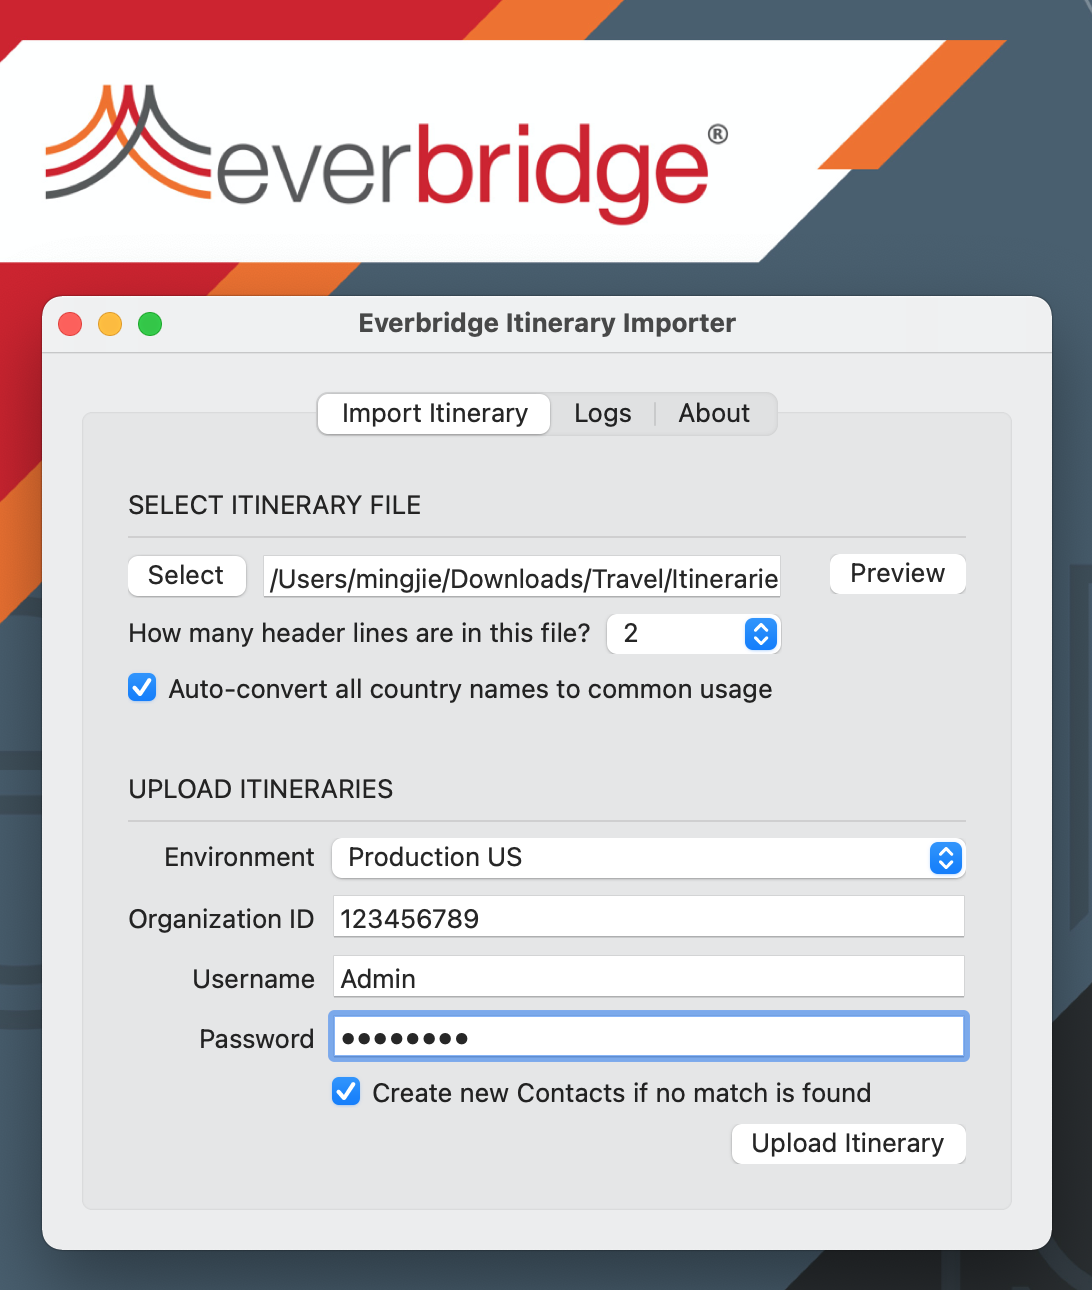 everbridge®
Everbridge Itinerary Importer
Import Itinerary Logs About
SELECT ITINERARY FILE
Select /Users/mingjie/Downloads/Travel/Itinerarie Preview
How many header lines are in this file? 2
Auto-convert all country names to common usage
UPLOAD ITINERARIES
Environment Production US
Organization ID 123456789
Username Admin
Password ••••••••
Create new Contacts if no match is found
Upload Itinerary